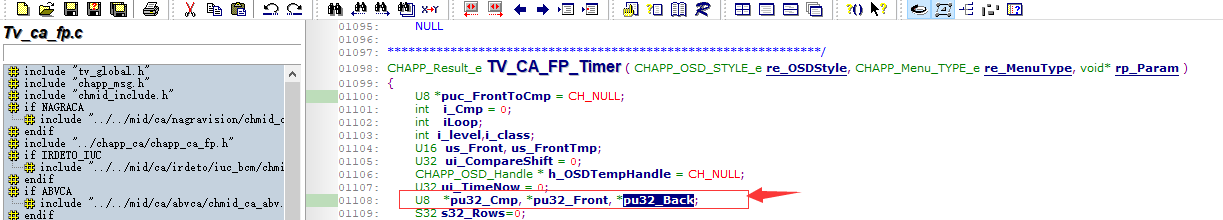 Tv_ca_fp.c
include "tv_global.h"
include "chapp_msg.h"
include "chmid_include.h"
if NAGRACA
include "../../mid/ca/nagravision/chmid_c
endif
include "../chapp_ca/chapp_ca_fp.h"
if IRDETO_IUC
include "../../mid/ca/irdeto/iuc_bcm/chmi
endif
if ABVCA
include "../../mid/ca/abvca/chmid_ca_abv.
endif
01095: NULL
01096:
01097: ****************************************************************/
01098: CHAPP_Result_e TV_CA_FP_Timer ( CHAPP_OSD_STYLE_e re_OSDStyle, CHAPP_Menu_TYPE_e re_MenuType, void* rp_Param )
01099: {
01100: U8 *puc_FrontToCmp = CH_NULL;
01101: int i_Cmp = 0;
01102: int iLoop;
01103: int i_level,i_class;
01104: U16 us_Front, us_FrontTmp;
01105: U32 ui_CompareShift = 0;
01106: CHAPP_OSD_Handle * h_OSDTempHandle = CH_NULL;
01107: U32 ui_TimeNow = 0;
01108: U8 *pu32_Cmp, *pu32_Front, *pu32_Back;
01109: S32 s32_Rows=0;